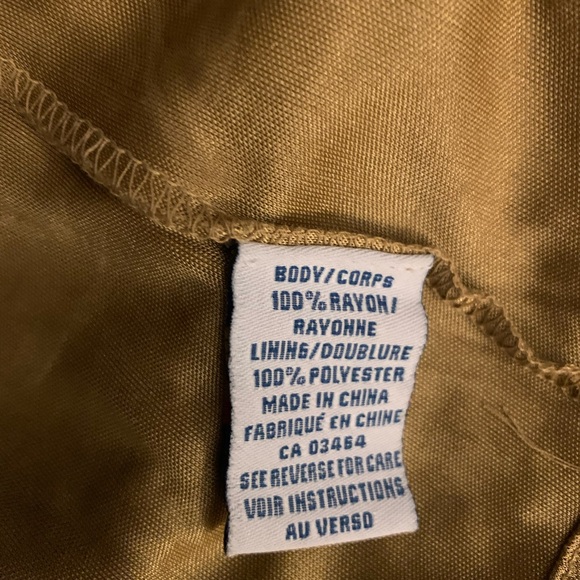 BODY/CORPS
100% RAYON/
RAYONNE
LINING/DOUBLURE
100% POLYESTER
MADE IN CHINA
FABRIQUÉ EN CHINE
CA 03464
SEE REVERSE FOR CARE
VOIR INSTRUCTIONS
AU VERSO